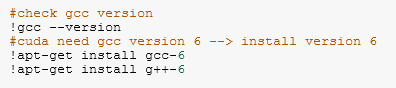 #check gcc version
!gcc --version
#cuda need gcc version 6 --> install version 6
!apt-get install gcc-6
!apt-get install g++-6